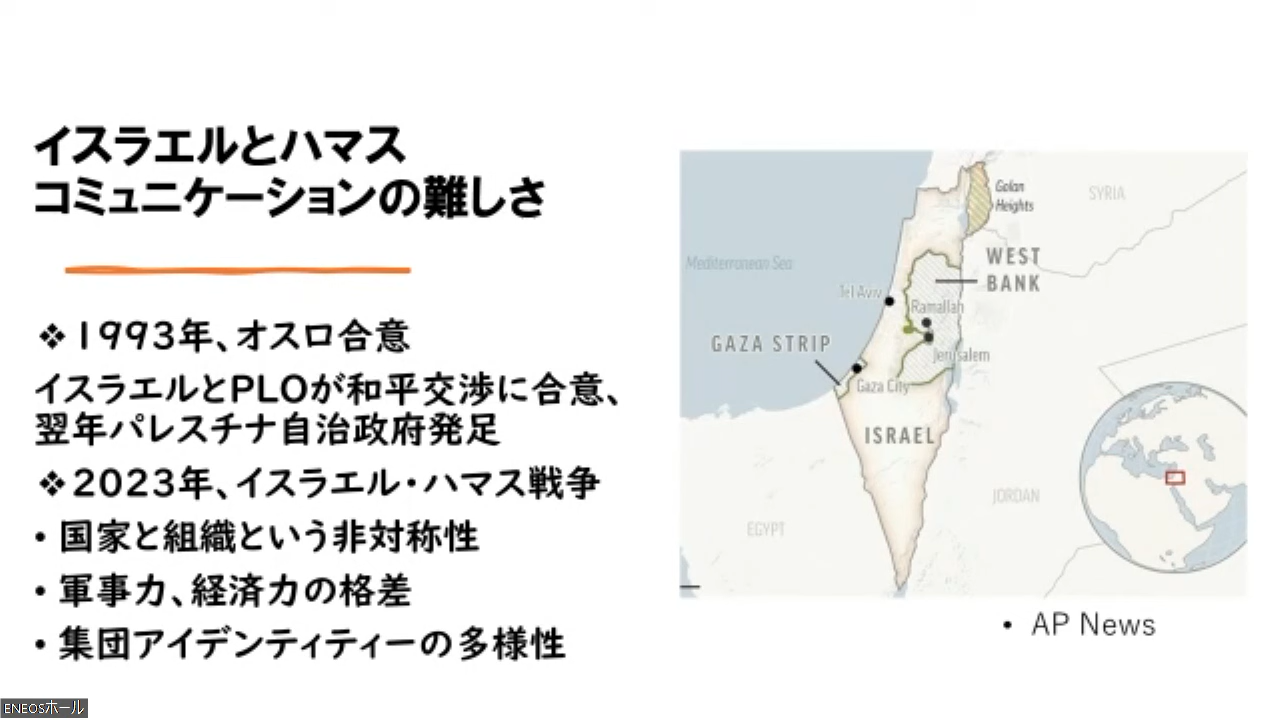 イスラエルとハマス
コミュニケーションの難しさ
❖1993年、オスロ合意
イスラエルとPLOが和平交渉に合意、
翌年パレスチナ自治政府発足
❖2023年、イスラエル・ハマス戦争
• 国家と組織という非対称性
• 軍事力、経済力の格差
• 集団アイデンティティーの多様性
Golan
Heights
SYRIA
WEST
BANK
Mediterranean Sea
Tel Aviv
Ramallah
GAZA STRIP
Jerusalem
Gaza City
ISRAEL
JORDAN
EGYPT
• AP News
ENEOSホール